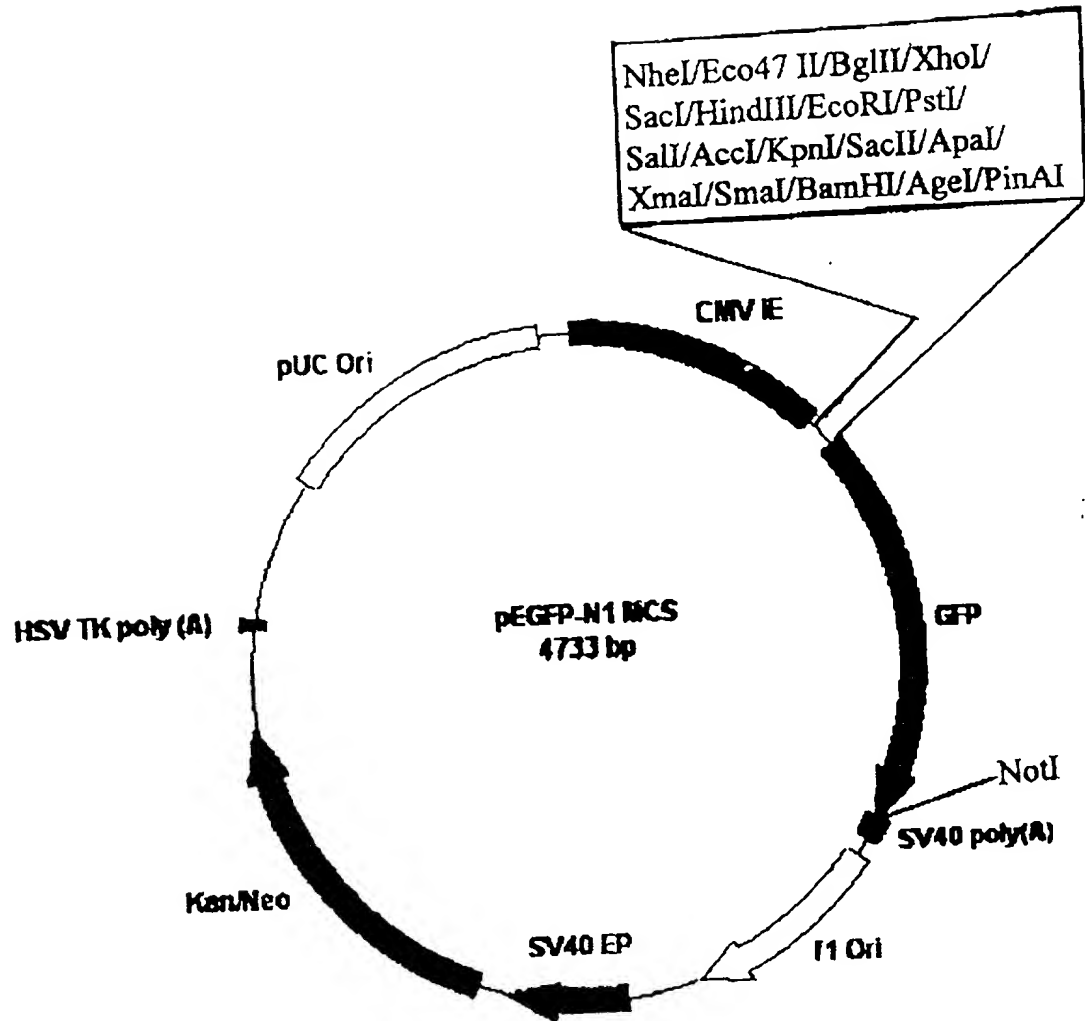 NheI/Eco47 II/BglII/XhoI/
SacI/HindIII/EcoRI/PstI/
SalI/AccI/KpnI/SacII/ApaI/
XmaI/SmaI/BamHI/AgeI/PinAI
CMV IE
pUC Ori
HSV TK poly (A)
pEGFP-N1 MCS
4733 bp
GFP
NotI
SV40 poly(A)
Kan/Neo
SV40 EP
f1 Ori